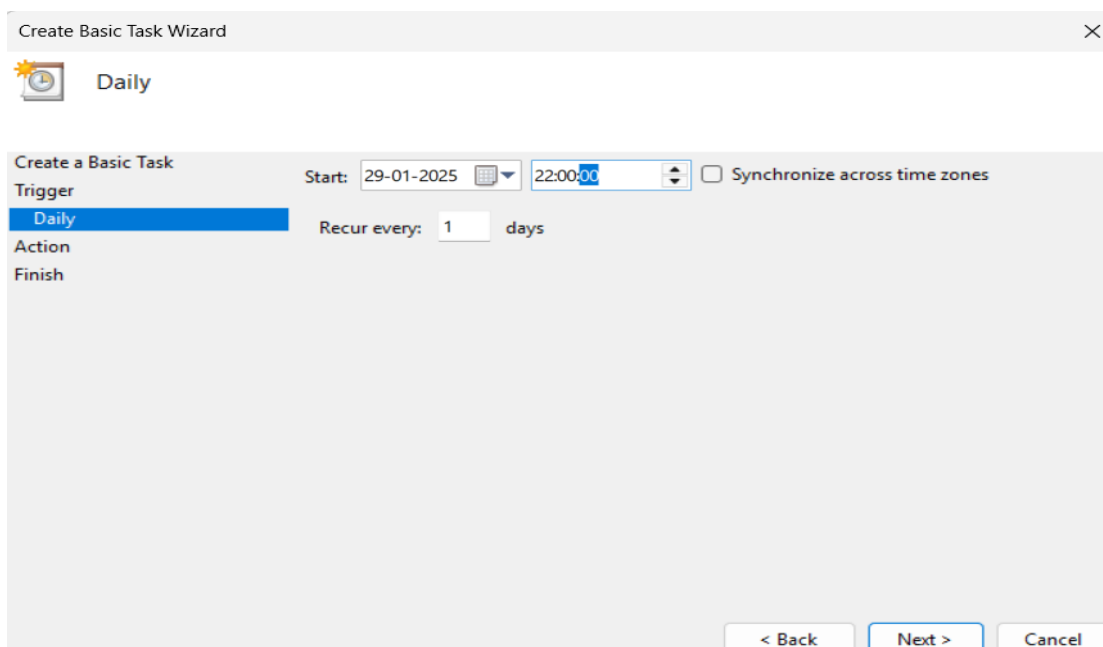 Create Basic Task Wizard
Daily
Create a Basic Task
Trigger
Daily
Action
Finish
Start: 29-01-2025 22:00:00 Synchronize across time zones
Recur every: 1 days
< Back Next > Cancel